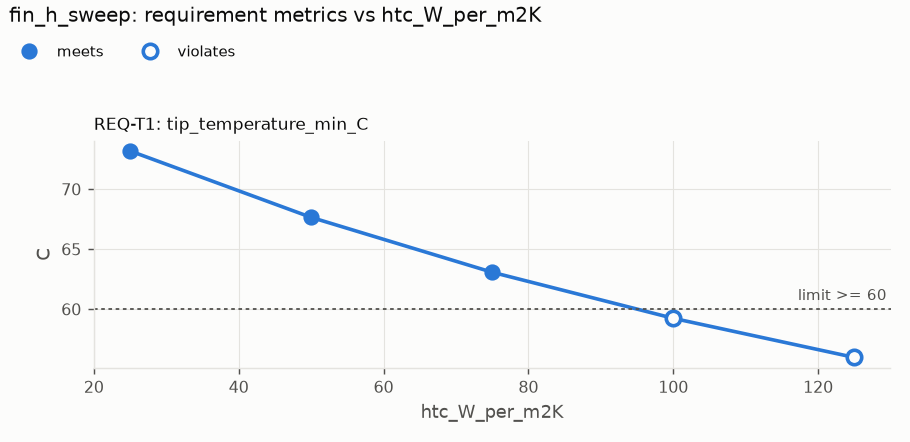 fin_h_sweep: requirement metrics vs htc_W_per_m2K
meets violates
REQ-T1: tip_temperature_min_C
C
70
65
60
limit >= 60
20 40 60 80 100 120
htc_W_per_m2K